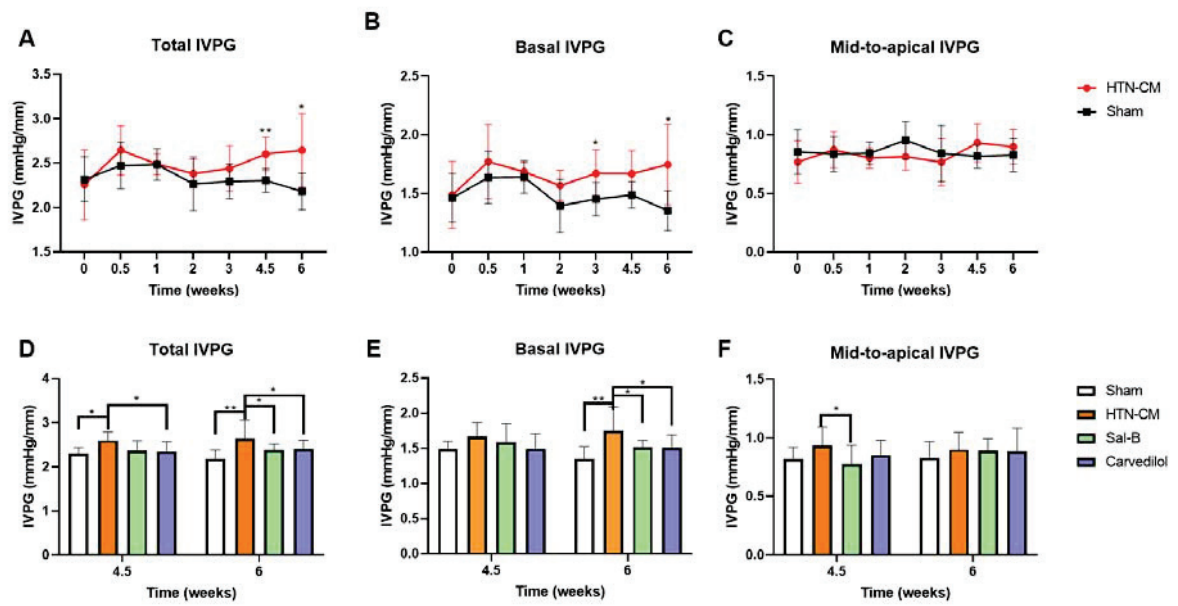 A
Total IVPG
IVPG (mmHg/mm)
3.5
3.0
2.5
2.0
1.5
**
*
0 0.5 1 2 3 4.5 6
Time (weeks)
B
Basal IVPG
IVPG (mmHg/mm)
2.5
2.0
1.5
1.0
*
*
0 0.5 1 2 3 4.5 6
Time (weeks)
C
Mid-to-apical IVPG
IVPG (mmHg/mm)
1.5
1.0
0.5
0.0
0 0.5 1 2 3 4.5 6
Time (weeks)
HTN-CM
Sham
D
Total IVPG
IVPG (mmHg/mm)
4
3
2
1
0
* *
** * *
4.5 6
Time (weeks)
E
Basal IVPG
IVPG (mmHg/mm)
2.5
2.0
1.5
1.0
0.5
0.0
** * *
4.5 6
Time (weeks)
F
Mid-to-apical IVPG
IVPG (mmHg/mm)
1.5
1.0
0.5
0.0
*
4.5 6
Time (weeks)
Sham
HTN-CM
Sal-B
Carvedilol